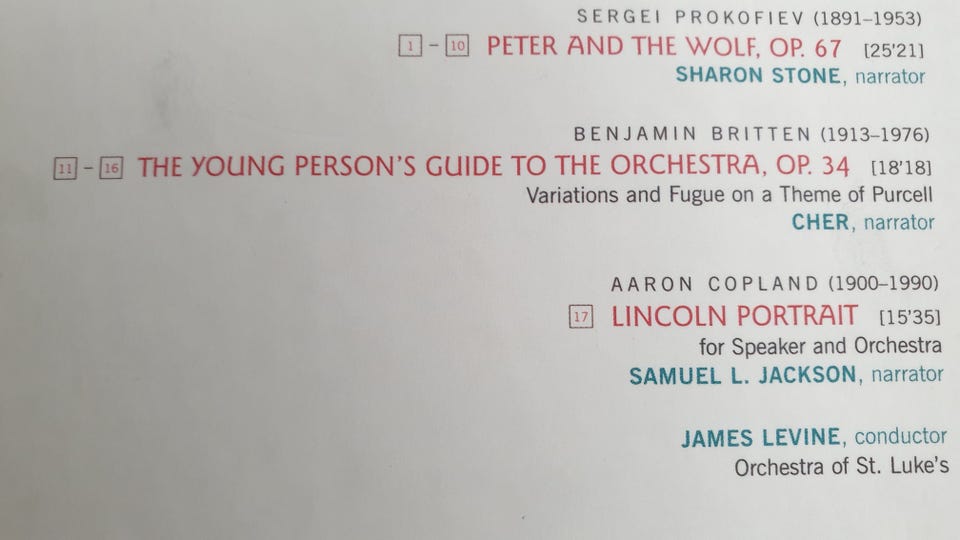 SERGEI PROKOFIEV (1891–1953)
1 – 10 PETER AND THE WOLF, OP. 67 [25'21]
SHARON STONE, narrator
BENJAMIN BRITTEN (1913–1976)
11 – 16 THE YOUNG PERSON'S GUIDE TO THE ORCHESTRA, OP. 34 [18'18]
Variations and Fugue on a Theme of Purcell
CHER, narrator
AARON COPLAND (1900–1990)
17 LINCOLN PORTRAIT [15'35]
for Speaker and Orchestra
SAMUEL L. JACKSON, narrator
JAMES LEVINE, conductor
Orchestra of St. Luke's